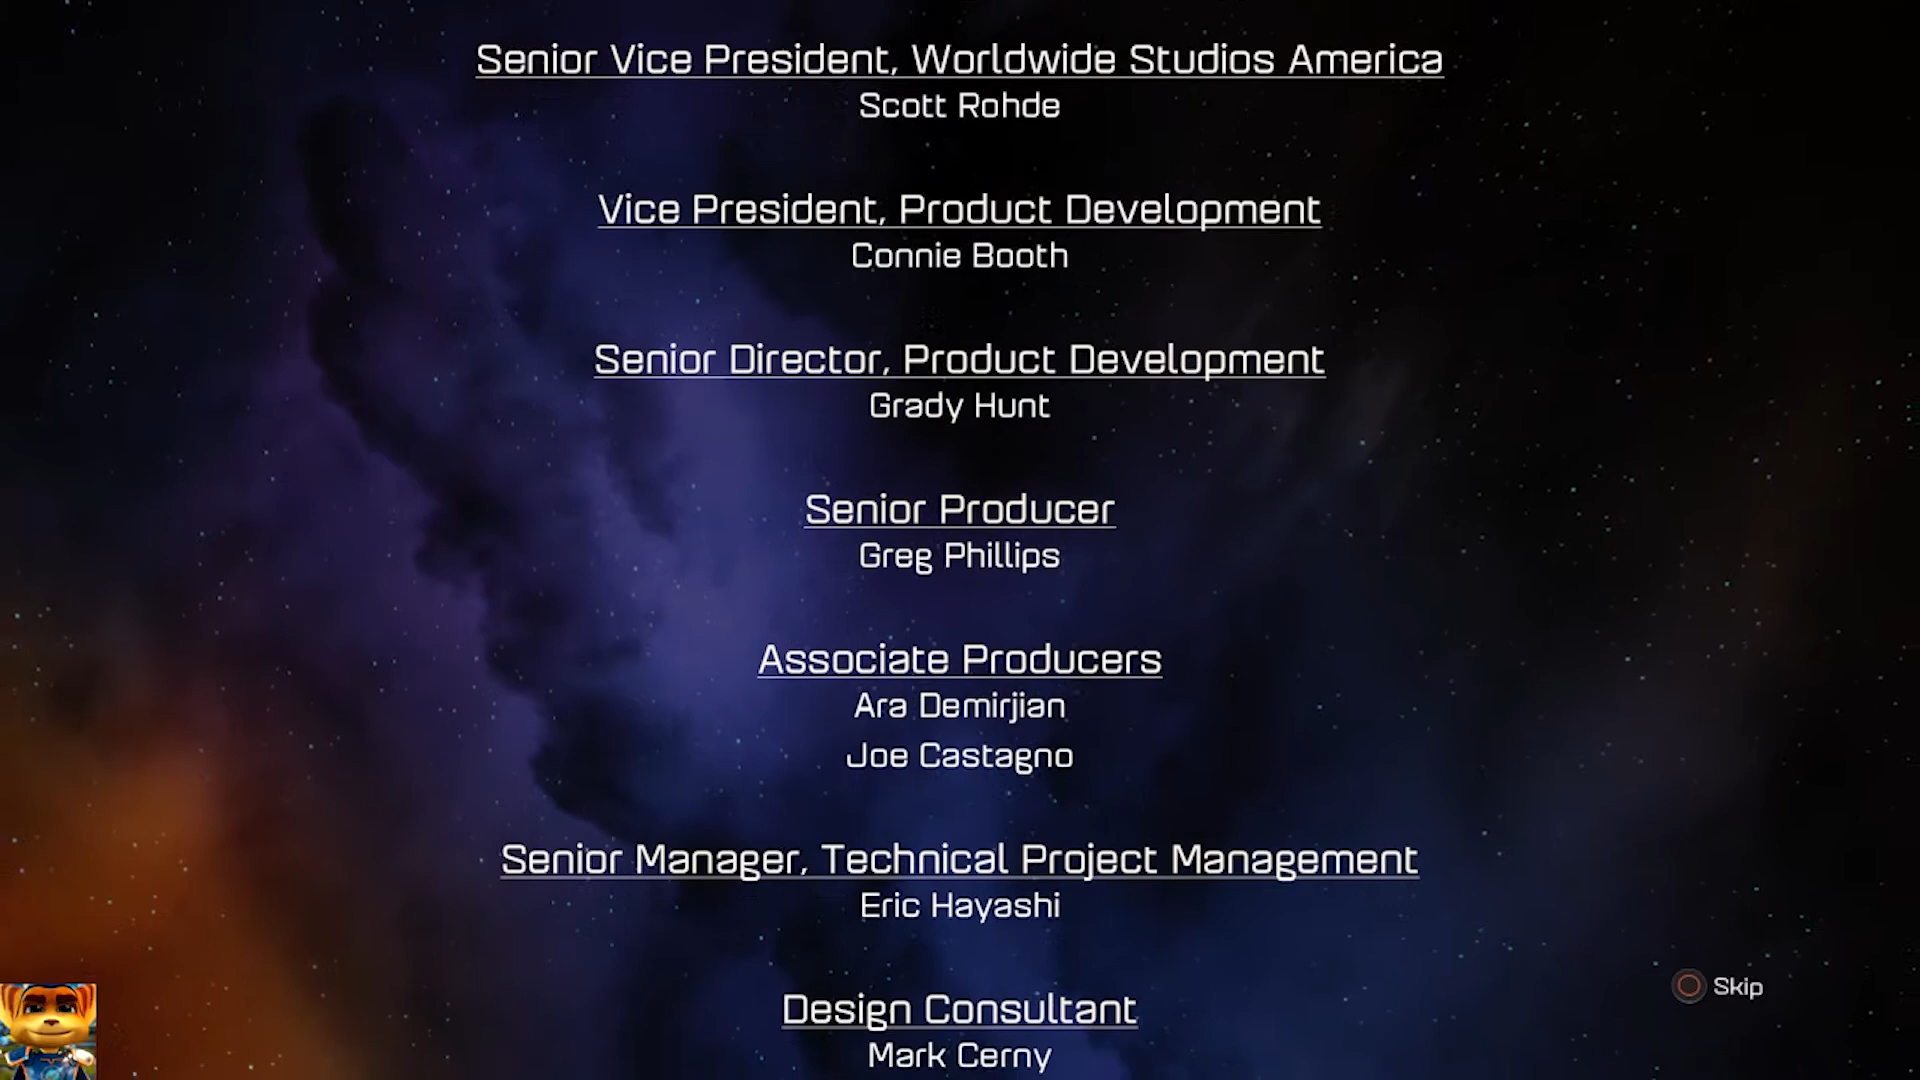 Senior Vice President, Worldwide Studios America
Scott Rohde
Vice President, Product Development
Connie Booth
Senior Director, Product Development
Grady Hunt
Senior Producer
Greg Phillips
Associate Producers
Ara Demirjian
Joe Castagno
Senior Manager, Technical Project Management
Eric Hayashi
Skip
Design Consultant
Mark Cerny